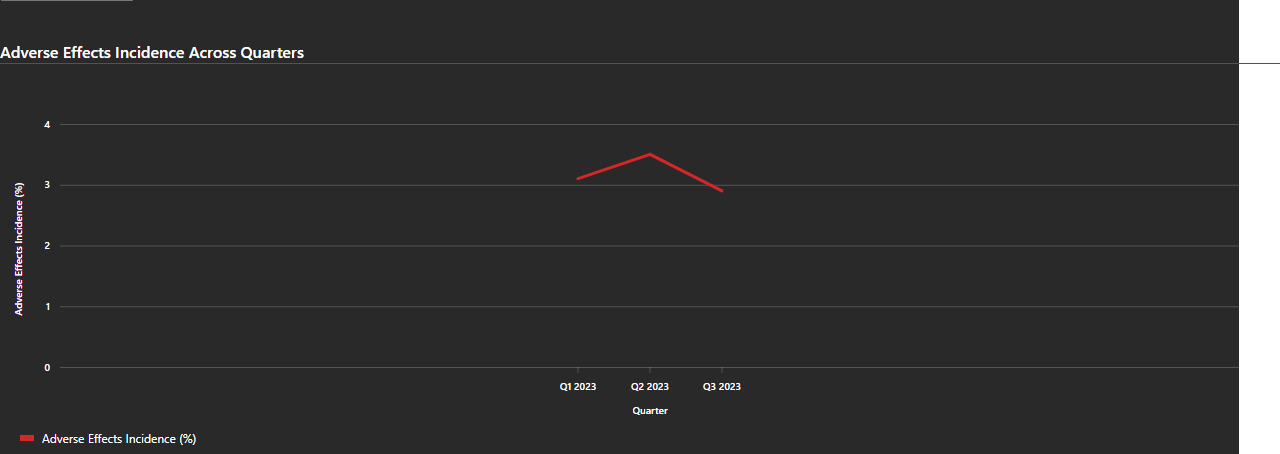 Adverse Effects Incidence Across Quarters
4
3
2
1
0
Adverse Effects Incidence (%)
Q1 2023 Q2 2023 Q3 2023
Quarter
Adverse Effects Incidence (%)